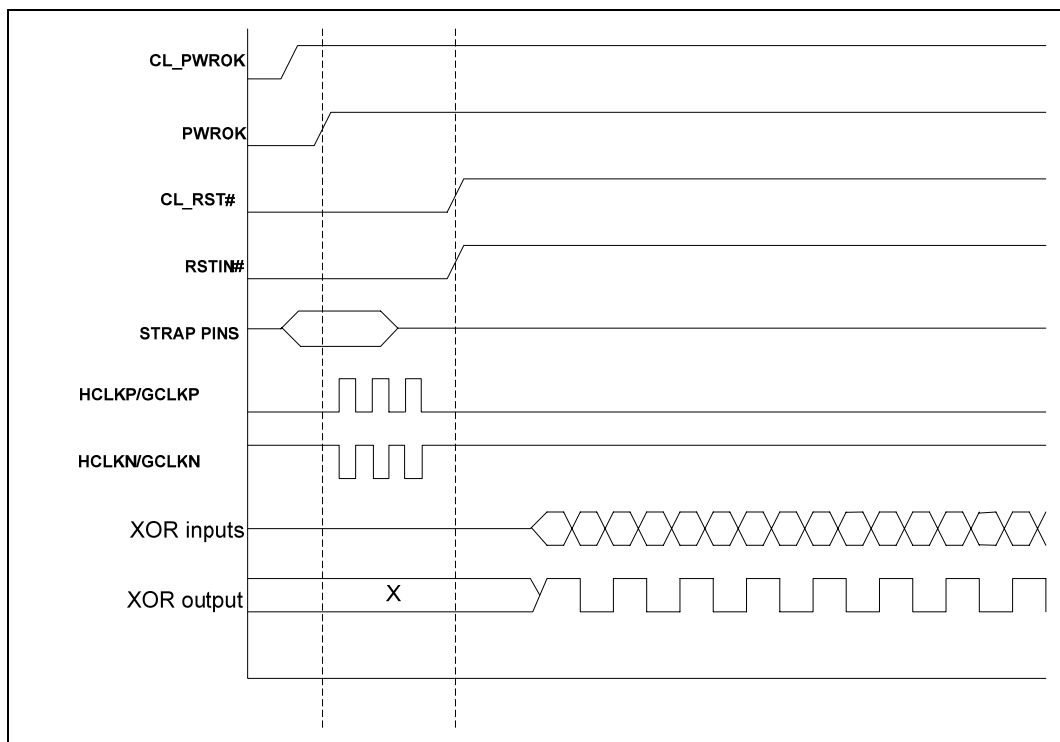 CL_PWROK
PWROK
CL_RST#
RSTIN#
STRAP PINS
HCLKP/GCLKP
HCLKN/GCLKN
XOR inputs
XOR output
X